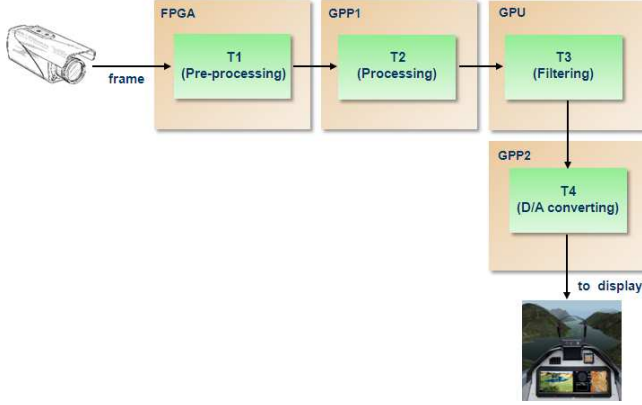 FPGA
GPP1
GPU
T1
(Pre-processing)
T2
(Processing)
T3
(Filtering)
frame
GPP2
T4
(D/A converting)
to display